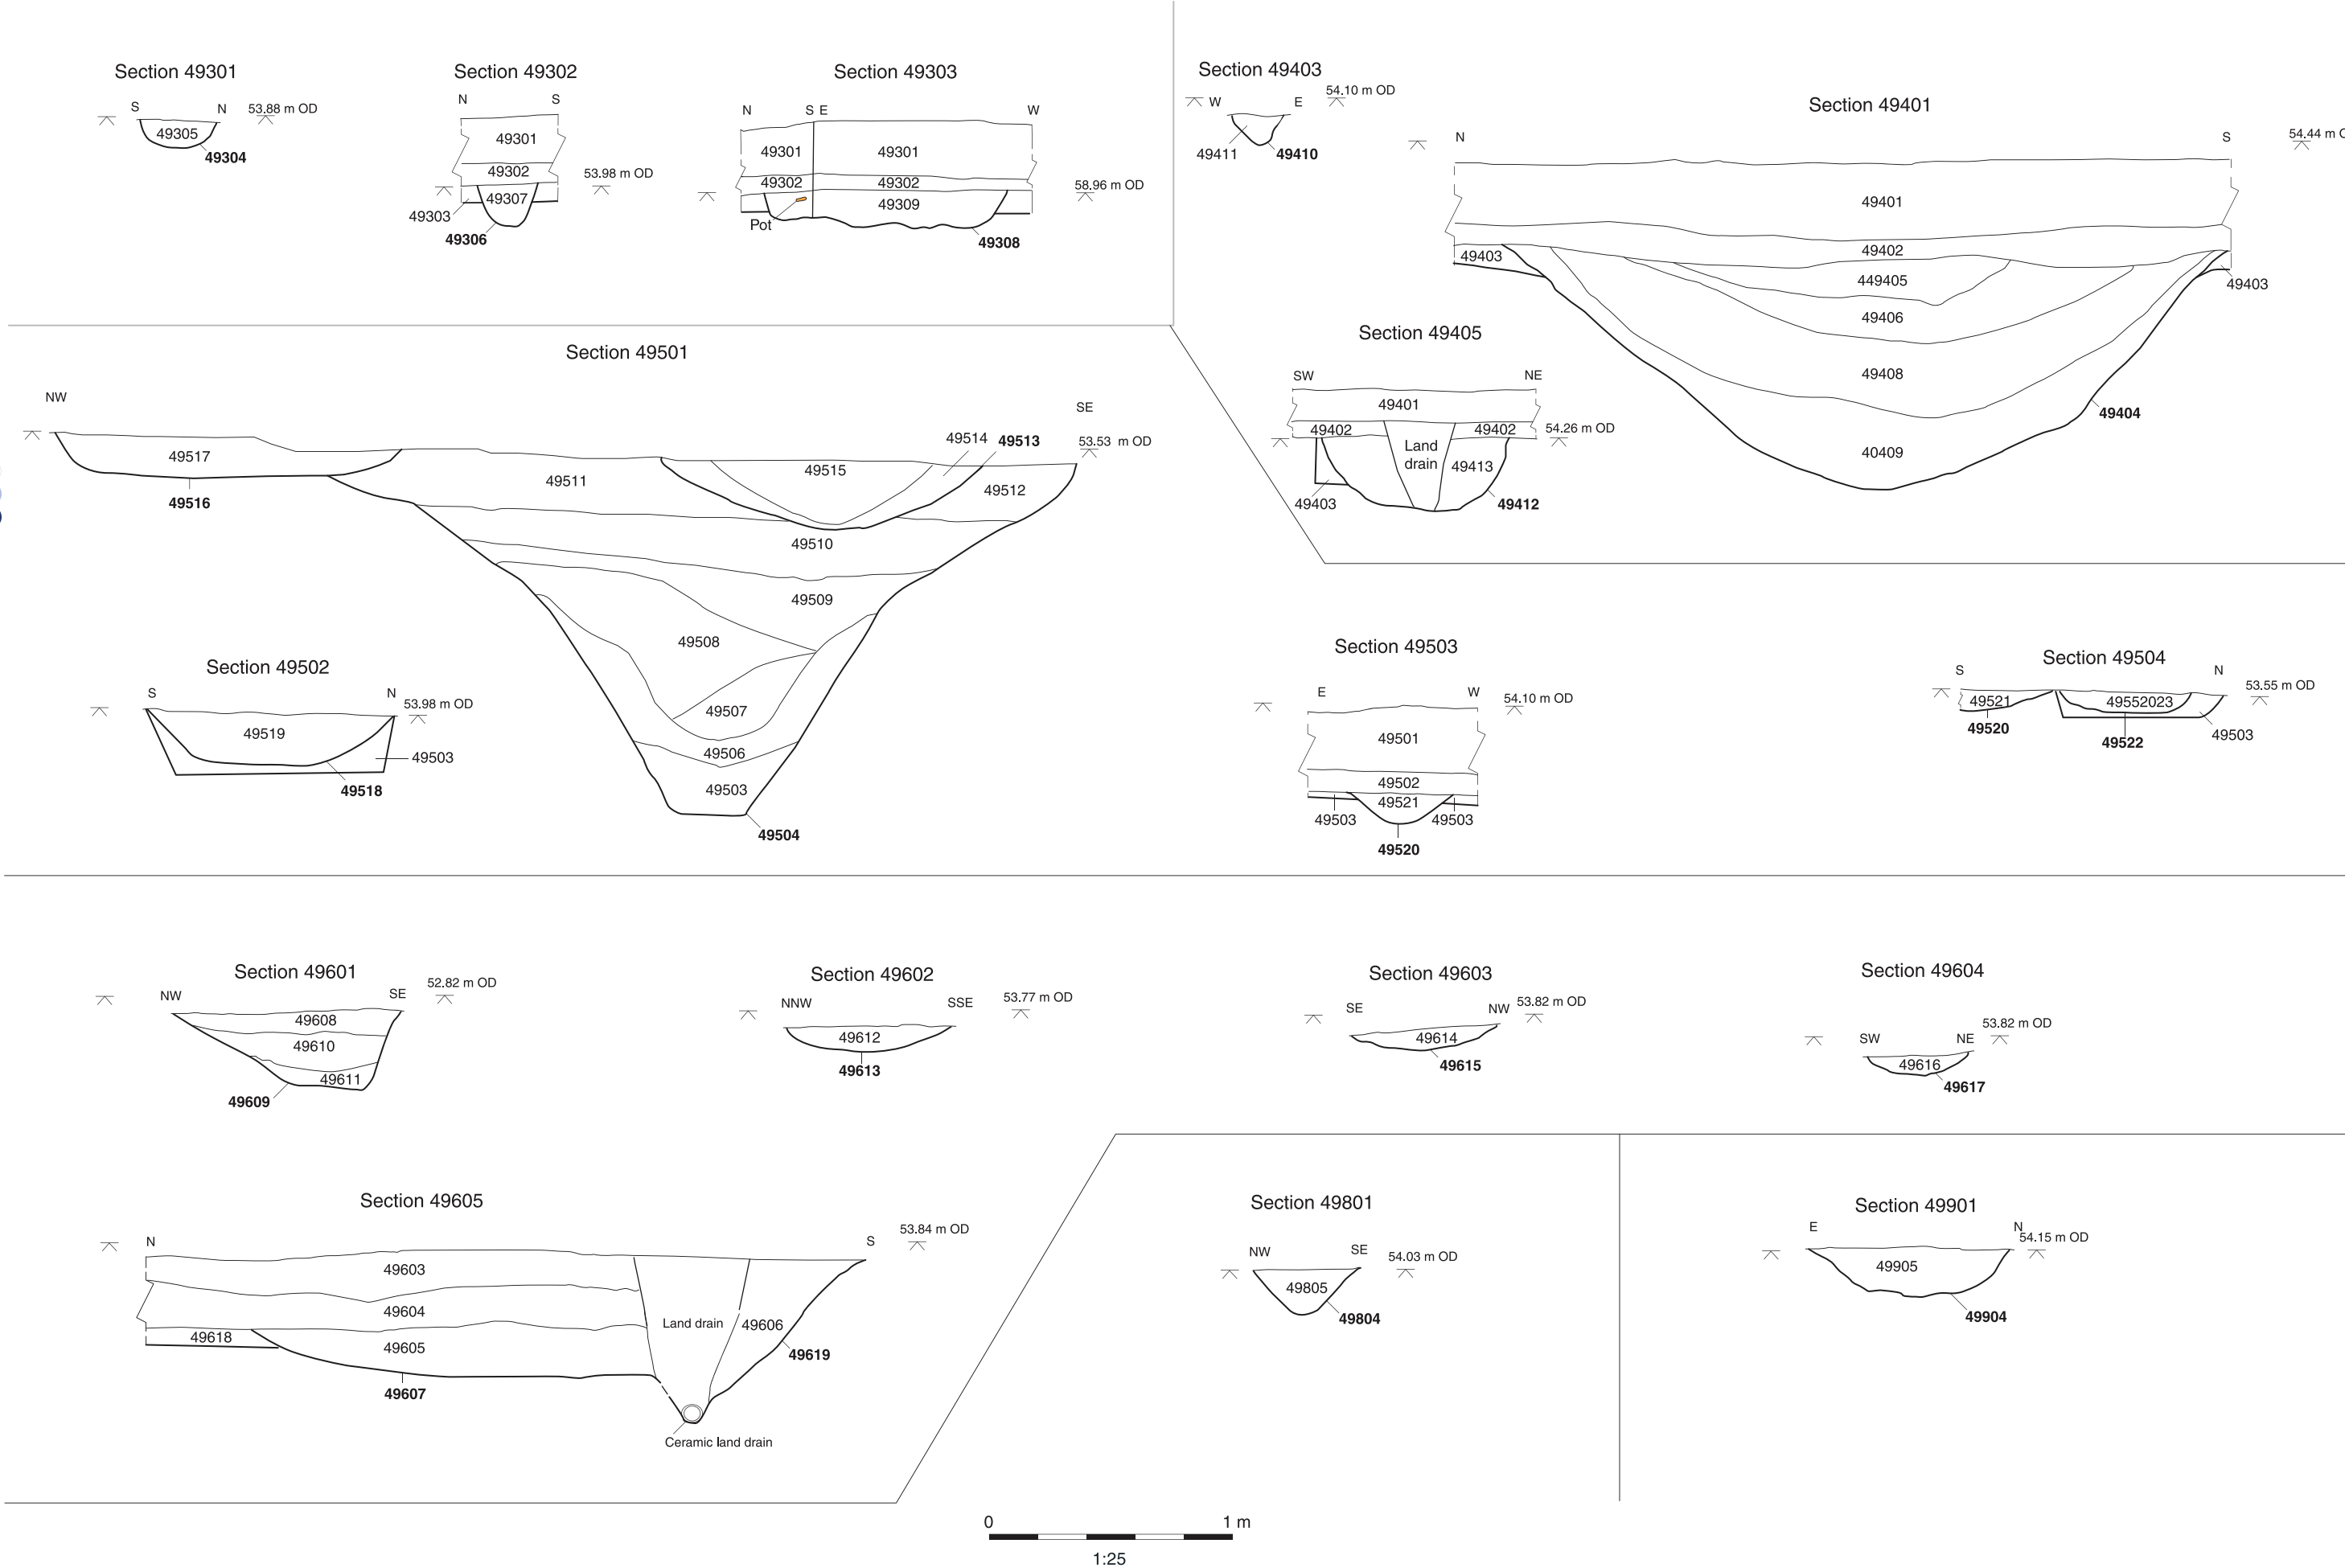 Section 49301
S
N
53.88 m OD
49305
49304
Section 49302
N
S
49301
49302
53.98 m OD
49307
49303
49306
Section 49303
N
S E
W
49301
49301
49302
49302
58.96 m OD
49309
Pot
49308
Section 49403
W
E
54.10 m OD
49411
49410
Section 49401
N
S
54.44 m O
49401
49402
49403
449405
49403
49406
49408
49404
40409
Section 49405
SW
NE
49401
49402
49402
54.26 m OD
Land
drain
49413
49403
49412
Section 49501
NW
SE
49514
49513
53.53 m OD
49517
49515
49511
49512
49516
49510
49509
49508
49507
49506
49503
49504
Section 49502
S
N
53.98 m OD
49519
49503
49518
Section 49503
E
W
54.10 m OD
49501
49502
49521
49503
49503
49520
Section 49504
S
N
53.55 m OD
49521
49552023
49520
49522
49503
Section 49601
NW
SE
52.82 m OD
49608
49610
49611
49609
Section 49602
NNW
SSE
53.77 m OD
49612
49613
Section 49603
SE
NW
53.82 m OD
49614
49615
Section 49604
SW
NE
53.82 m OD
49616
49617
Section 49605
N
S
53.84 m OD
49603
49604
Land drain
49606
49618
49605
49619
49607
Ceramic land drain
Section 49801
NW
SE
54.03 m OD
49805
49804
Section 49901
E
N
54.15 m OD
49905
49904
0
1 m
1:25